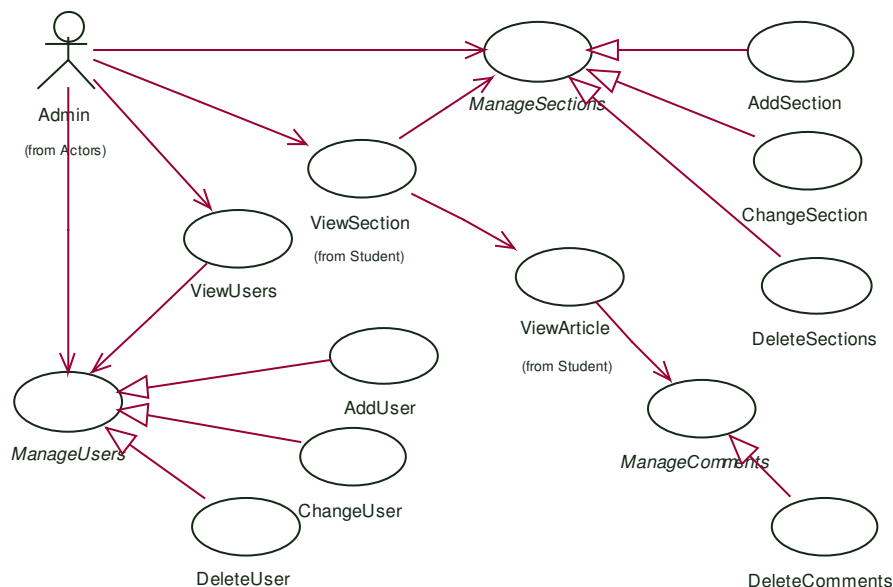 Admin
(from Actors)
ManageSections
AddSection
ChangeSection
ViewSection
(from Student)
ViewUsers
ViewArticle
(from Student)
DeleteSections
AddUser
ManageUsers
ManageComments
ChangeUser
DeleteUser
DeleteComments